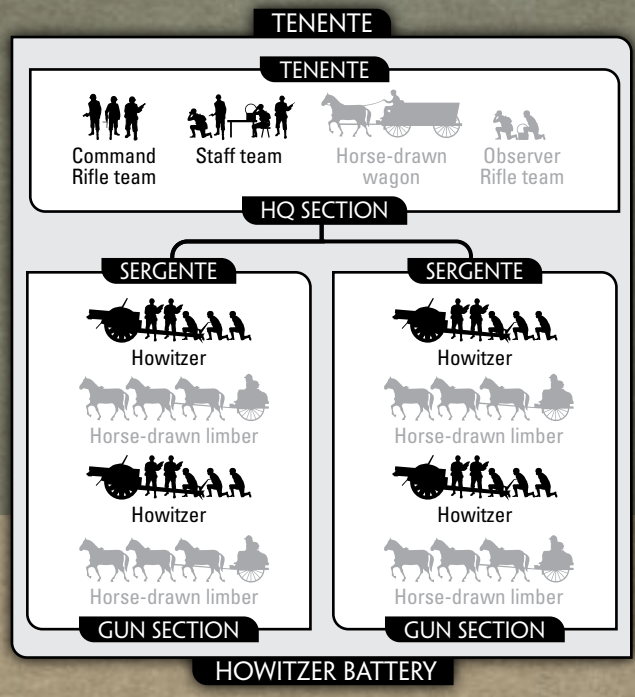 TENENTE
TENENTE
Command
Rifle team
Staff team
Horse-drawn
wagon
Observer
Rifle team
HQ SECTION
SERGENTE
Howitzer
Horse-drawn limber
Howitzer
Horse-drawn limber
GUN SECTION
SERGENTE
Howitzer
Horse-drawn limber
Howitzer
Horse-drawn limber
GUN SECTION
HOWITZER BATTERY